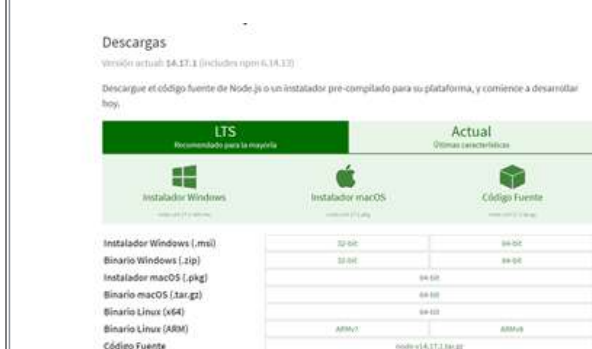 Descargas
Versión actual: 14.17.1 (includes npm 6.14.13)
Descargue el código fuente de Node.js o un instalador pre-compilado para su plataforma, y comience a desarrollar
hoy.
LTS
Recomendado para la mayoría
Actual
Últimas características
Instalador Windows
Instalador macOS
Código Fuente
Instalador Windows (.msi) 32-bit 64-bit
Binario Windows (.zip) 32-bit 64-bit
Instalador macOS (.pkg) 64-bit
Binario macOS (.tar.gz) 64-bit
Binario Linux (x64) 64-bit
Binario Linux (ARM) ARMv7 ARMv8
Código Fuente node-v14.17.1.tar.gz